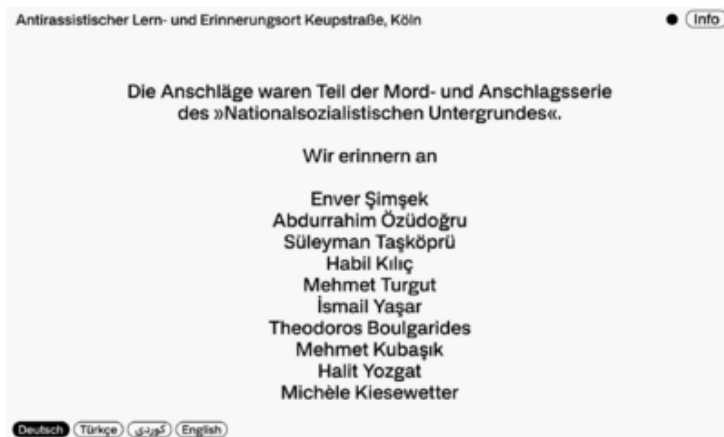 Antirassistischer Lern- und Erinnerungsort Keupstraße, Köln
Info
Die Anschläge waren Teil der Mord- und Anschlagsserie
des »Nationalsozialistischen Untergrundes«.
Wir erinnern an
Enver Şimşek
Abdurrahim Özüdoğru
Süleyman Taşköprü
Habil Kılıç
Mehmet Turgut
İsmail Yaşar
Theodoros Boulgarides
Mehmet Kubaşık
Halit Yozgat
Michèle Kiesewetter
Deutsch Türkçe كوردی English